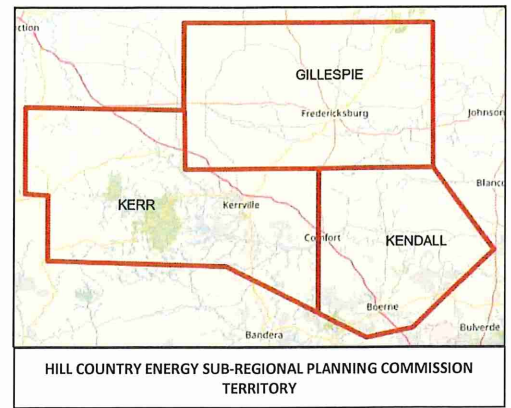 ction
GILLESPIE
Fredericksburg
Johnson
Blanco
KERR
Kerrville
Comfort
KENDALL
Boerne
Bandera
Bulverde
HILL COUNTRY ENERGY SUB-REGIONAL PLANNING COMMISSION
TERRITORY